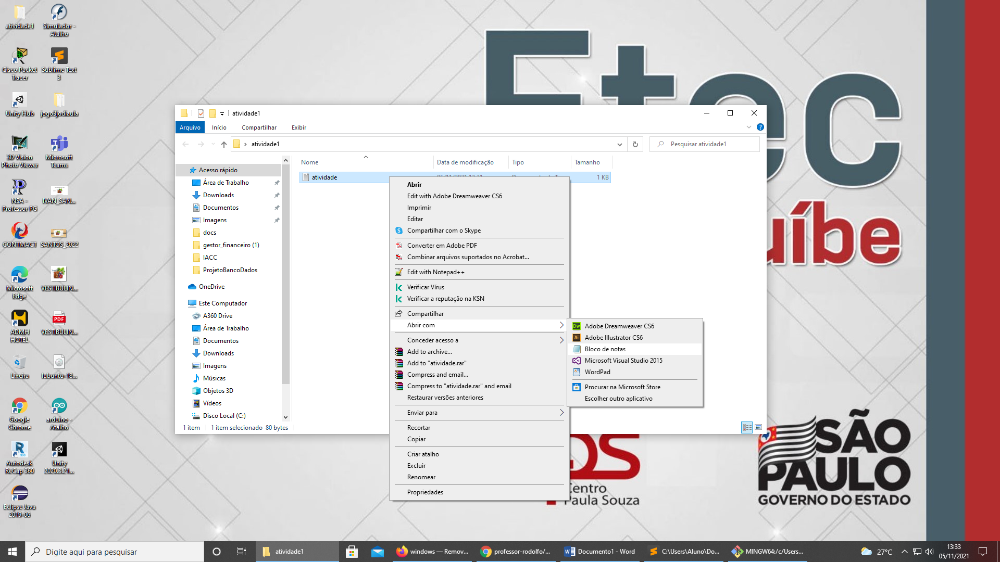 atividade1
Simulador -
Atalho
Cisco Packet
Tracer
Sublime Text
3
Unity Hub
jogo3jodiaula
3D Vision
Photo Viewer
Microsoft
Teams
NSA -
Professor PG
IVAN_SAN...
CONTMACT
SANTOS_2022
Microsoft
Edge
VESTIBULIN...
ADMH
HOTEL
PDF
VESTIBULIN...
Lixeira
lubuntu-18...
Google
Chrome
arduino -
Atalho
Autodesk
ReCap 360
Unity
2020.3.21...
Eclipse Java
2019-06
Etec
uíbe
Centro
Paula Souza
SÃO
PAULO
GOVERNO DO ESTADO
atividade1
Arquivo
Início
Compartilhar
Exibir
atividade1
Pesquisar atividade1
Nome
Data de modificação
Tipo
Tamanho
atividade
1 KB
Acesso rápido
Área de Trabalho
Downloads
Documentos
Imagens
docs
gestor_financeiro (1)
IACC
ProjetoBancoDados
OneDrive
Este Computador
A360 Drive
Área de Trabalho
Documentos
Downloads
Imagens
Músicas
Objetos 3D
Vídeos
Disco Local (C:)
1 item
1 item selecionado 80 bytes
Abrir
Edit with Adobe Dreamweaver CS6
Imprimir
Editar
Compartilhar com o Skype
Converter em Adobe PDF
Combinar arquivos suportados no Acrobat...
Edit with Notepad++
Verificar Vírus
Verificar a reputação na KSN
Compartilhar
Abrir com
Conceder acesso a
Add to archive...
Add to "atividade.rar"
Compress and email...
Compress to "atividade.rar" and email
Restaurar versões anteriores
Enviar para
Recortar
Copiar
Criar atalho
Excluir
Renomear
Propriedades
Dw Adobe Dreamweaver CS6
Ai Adobe Illustrator CS6
Bloco de notas
Microsoft Visual Studio 2015
WordPad
Procurar na Microsoft Store
Escolher outro aplicativo
Digite aqui para pesquisar
atividade1
windows — Remov...
professor-rodolfo/...
Documento1 - Word
C:\Users\Aluno\Do...
MINGW64:/c/Users...
27°C
13:33
05/11/2021